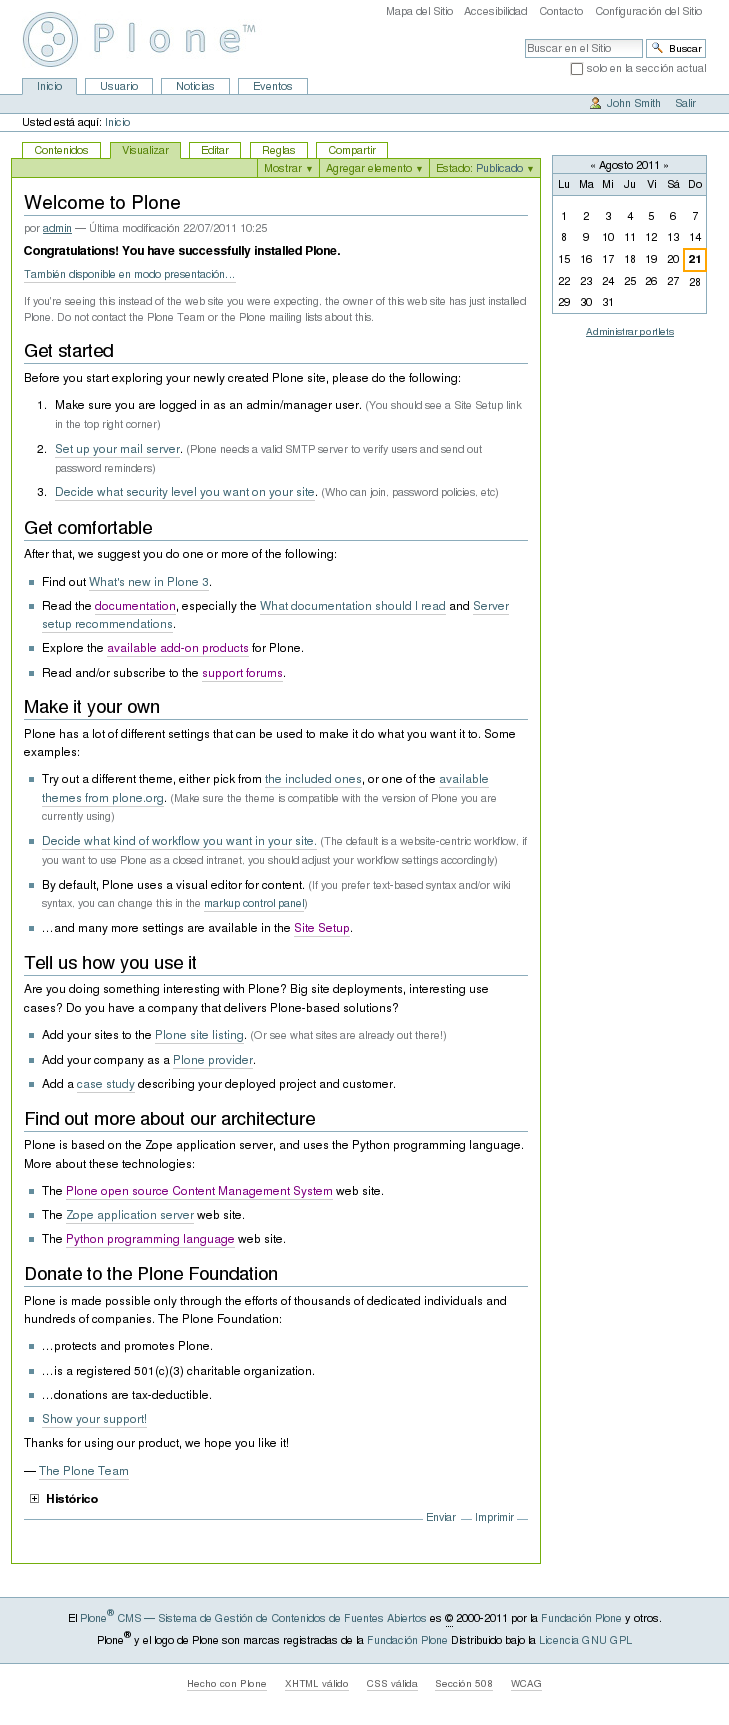 Mapa del Sitio Accesibilidad Contacto Configuración del Sitio
Plone™
Buscar en el Sitio Buscar
solo en la sección actual
Inicio Usuario Noticias Eventos
John Smith Salir
Usted está aquí: Inicio
Contenidos Visualizar Editar Reglas Compartir
Mostrar ▼ Agregar elemento ▼ Estado: Publicado ▼
Welcome to Plone
por admin — Última modificación 22/07/2011 10:25
Congratulations! You have successfully installed Plone.
También disponible en modo presentación…
If you're seeing this instead of the web site you were expecting, the owner of this web site has just installed
Plone. Do not contact the Plone Team or the Plone mailing lists about this.
Get started
Before you start exploring your newly created Plone site, please do the following:
1. Make sure you are logged in as an admin/manager user. (You should see a Site Setup link
in the top right corner)
2. Set up your mail server. (Plone needs a valid SMTP server to verify users and send out
password reminders)
3. Decide what security level you want on your site. (Who can join, password policies, etc)
Get comfortable
After that, we suggest you do one or more of the following:
Find out What's new in Plone 3.
Read the documentation, especially the What documentation should I read and Server
setup recommendations.
Explore the available add-on products for Plone.
Read and/or subscribe to the support forums.
Make it your own
Plone has a lot of different settings that can be used to make it do what you want it to. Some
examples:
Try out a different theme, either pick from the included ones, or one of the available
themes from plone.org. (Make sure the theme is compatible with the version of Plone you are
currently using)
Decide what kind of workflow you want in your site. (The default is a website-centric workflow, if
you want to use Plone as a closed intranet, you should adjust your workflow settings accordingly)
By default, Plone uses a visual editor for content. (If you prefer text-based syntax and/or wiki
syntax, you can change this in the markup control panel)
…and many more settings are available in the Site Setup.
Tell us how you use it
Are you doing something interesting with Plone? Big site deployments, interesting use
cases? Do you have a company that delivers Plone-based solutions?
Add your sites to the Plone site listing. (Or see what sites are already out there!)
Add your company as a Plone provider.
Add a case study describing your deployed project and customer.
Find out more about our architecture
Plone is based on the Zope application server, and uses the Python programming language.
More about these technologies:
The Plone open source Content Management System web site.
The Zope application server web site.
The Python programming language web site.
Donate to the Plone Foundation
Plone is made possible only through the efforts of thousands of dedicated individuals and
hundreds of companies. The Plone Foundation:
…protects and promotes Plone.
…is a registered 501(c)(3) charitable organization.
…donations are tax-deductible.
Show your support!
Thanks for using our product, we hope you like it!
— The Plone Team
Histórico
Enviar — Imprimir —
« Agosto 2011 »
Lu Ma Mi Ju Vi Sá Do
1 2 3 4 5 6 7
8 9 10 11 12 13 14
15 16 17 18 19 20 21
22 23 24 25 26 27 28
29 30 31
Administrar portlets
El Plone® CMS — Sistema de Gestión de Contenidos de Fuentes Abiertos es © 2000-2011 por la Fundación Plone y otros.
Plone® y el logo de Plone son marcas registradas de la Fundación Plone Distribuido bajo la Licencia GNU GPL
Hecho con Plone XHTML válido CSS válida Sección 508 WCAG